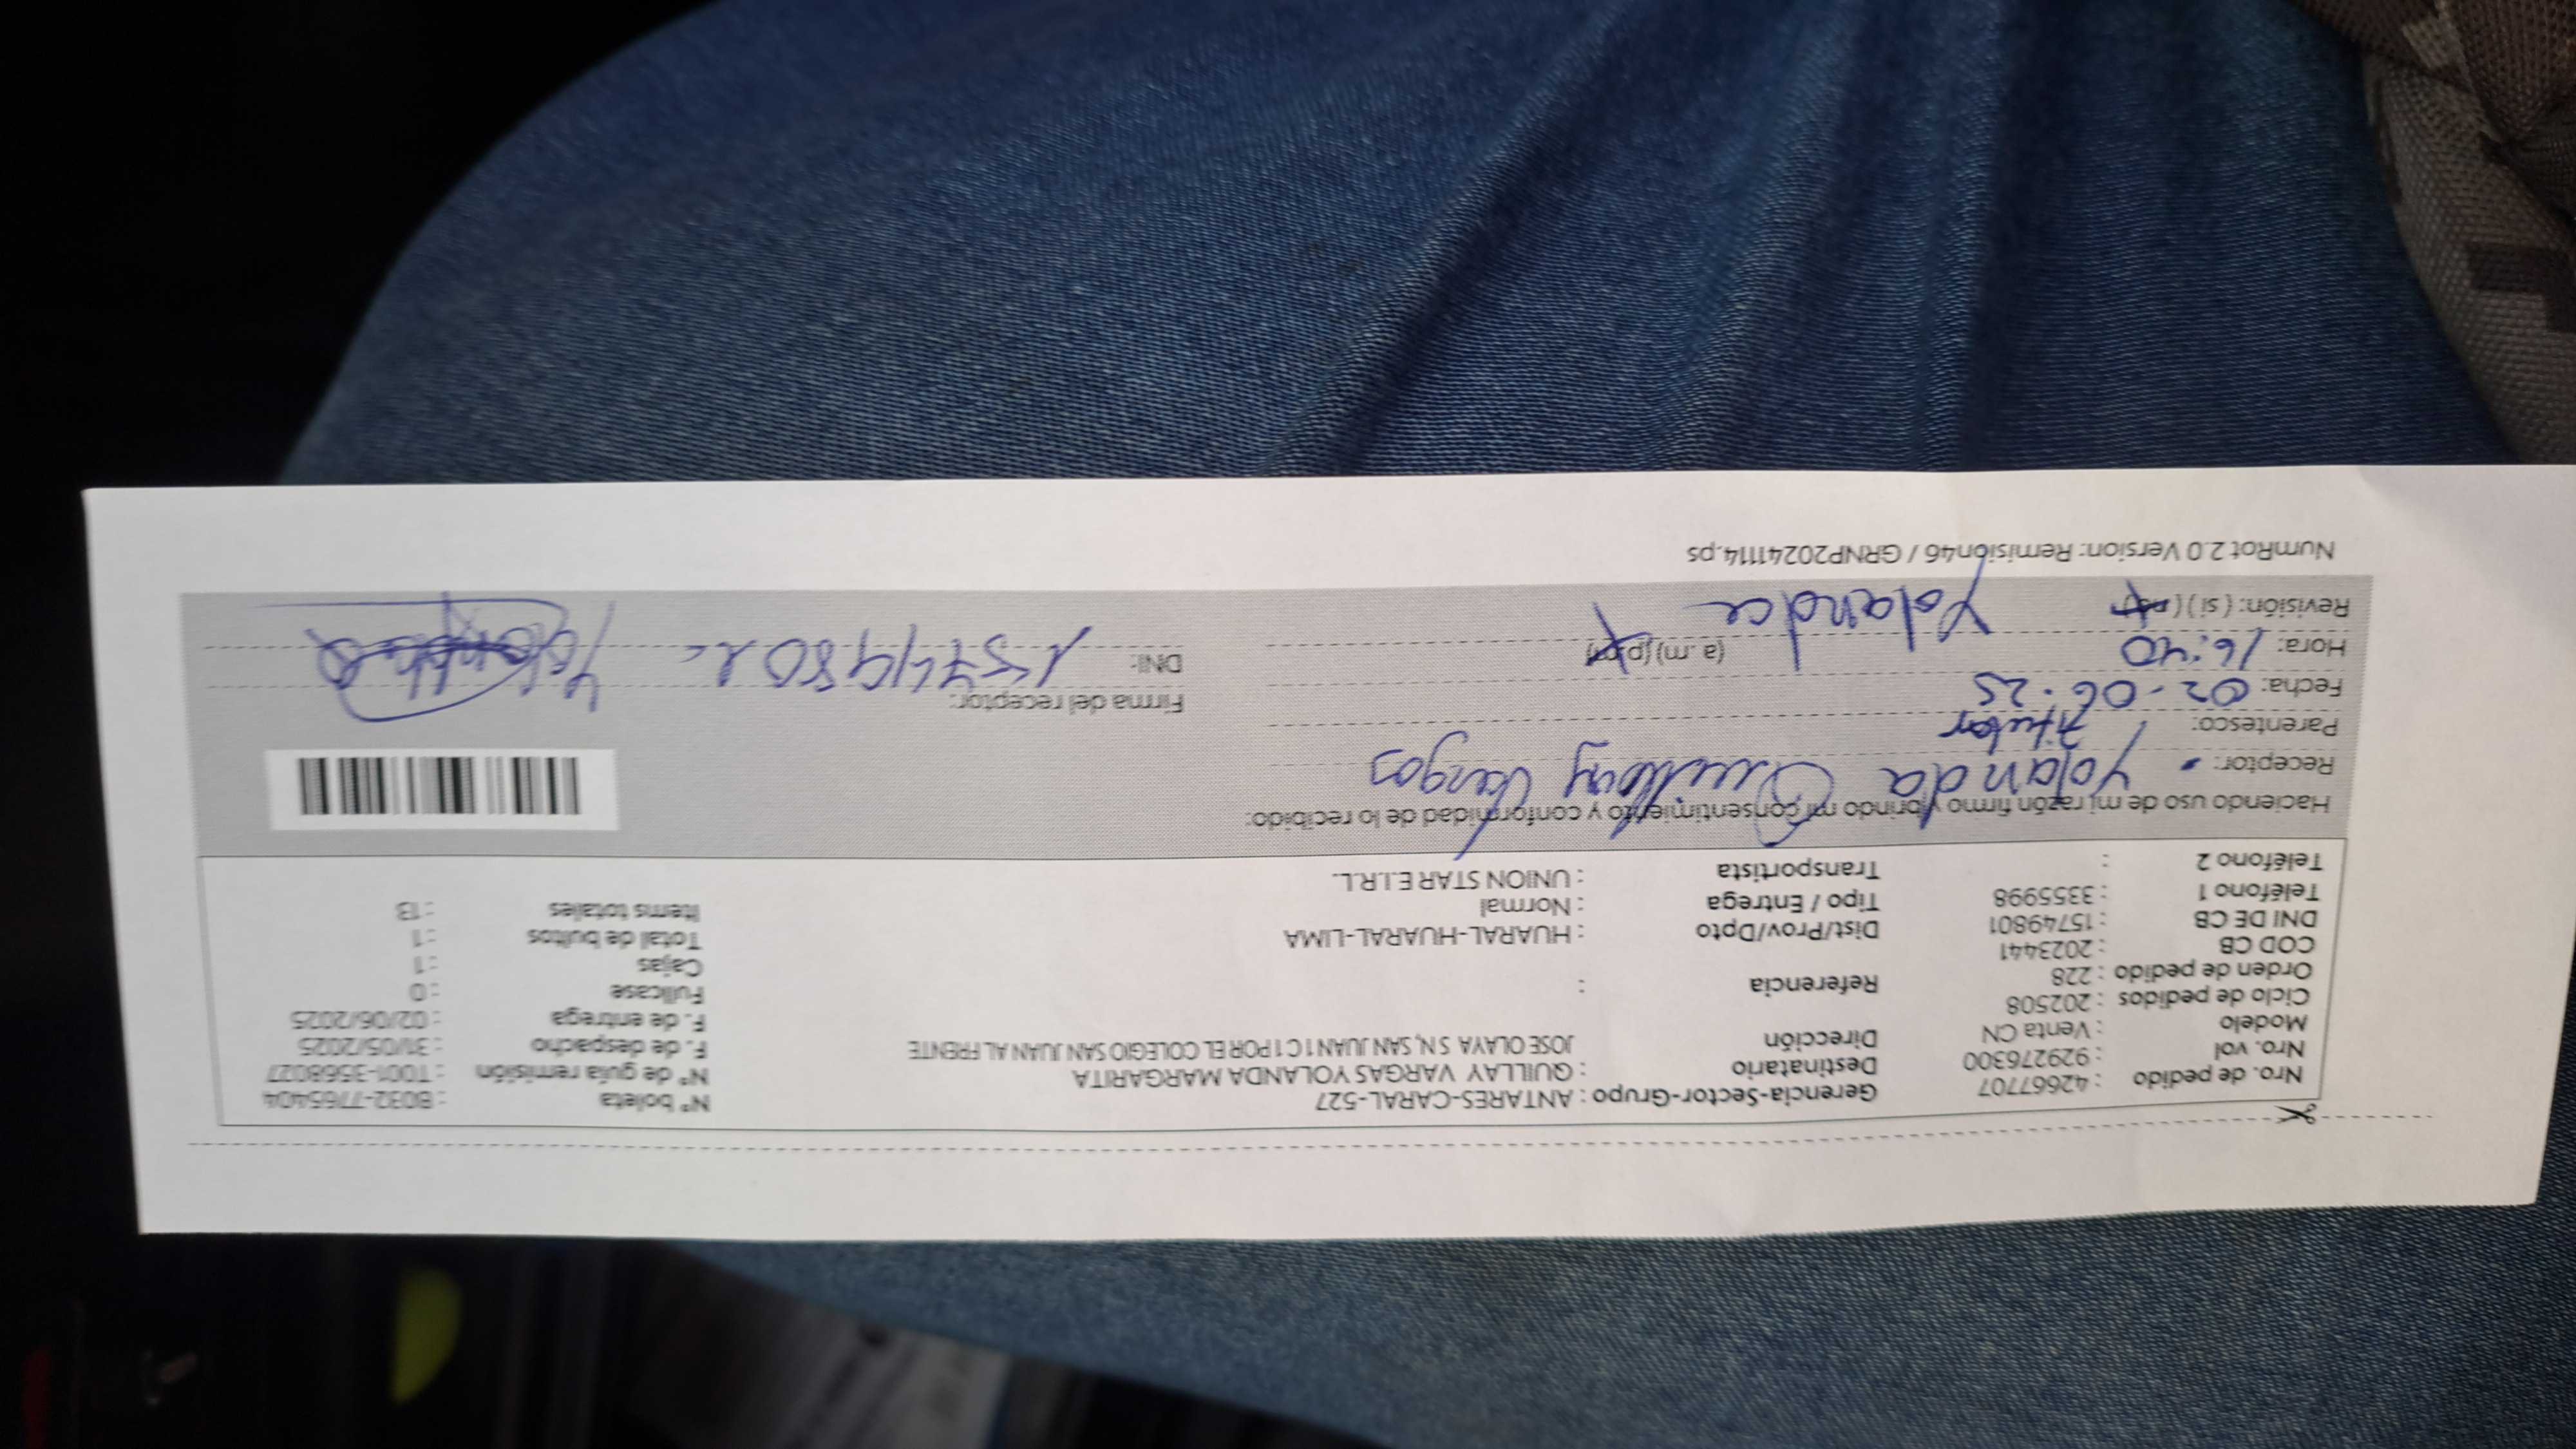 Nro. de pedido : 42667707 Gerencia-Sector-Grupo : ANTARES-CARAL-527 N° boleta : B032-7765404
Nro. vol : 929276300 Destinatario : QUILLAY VARGAS YOLANDA MARGARITA N° de guía remisión : T001-3568027
Modelo : Venta CN Dirección JOSE OLAYA SN, SAN JUAN 1 C 1 POR EL COLEGIO SAN JUAN AL FRENTE F. de despacho : 31/05/2025
Ciclo de pedidos : 202508 F. de entrega : 02/06/2025
Orden de pedido : 228 Referencia : Fullcase : 0
COD CB : 2023441 Cajas : 1
DNI DE CB : 15749801 Dist/Prov/Dpto : HUARAL-HUARAL-LIMA Total de bultos : 1
Teléfono 1 : 3355998 Tipo / Entrega : Normal Items totales : 13
Teléfono 2 : Transportista : UNION STAR E.I.R.L.
Haciendo uso de mi razón firmo y brindo mi consentimiento y conformidad de lo recibido:
Receptor: Yolanda Quillay Vargas
Parentesco: Titular
Fecha: 02-06-25 Firma del receptor:
Hora: 16:40 (a.m) (p.m) DNI:
Revisión: (si) (no) Yolanda
NumRot 2.0 Version: Remisión46 / GRNP20241114.ps